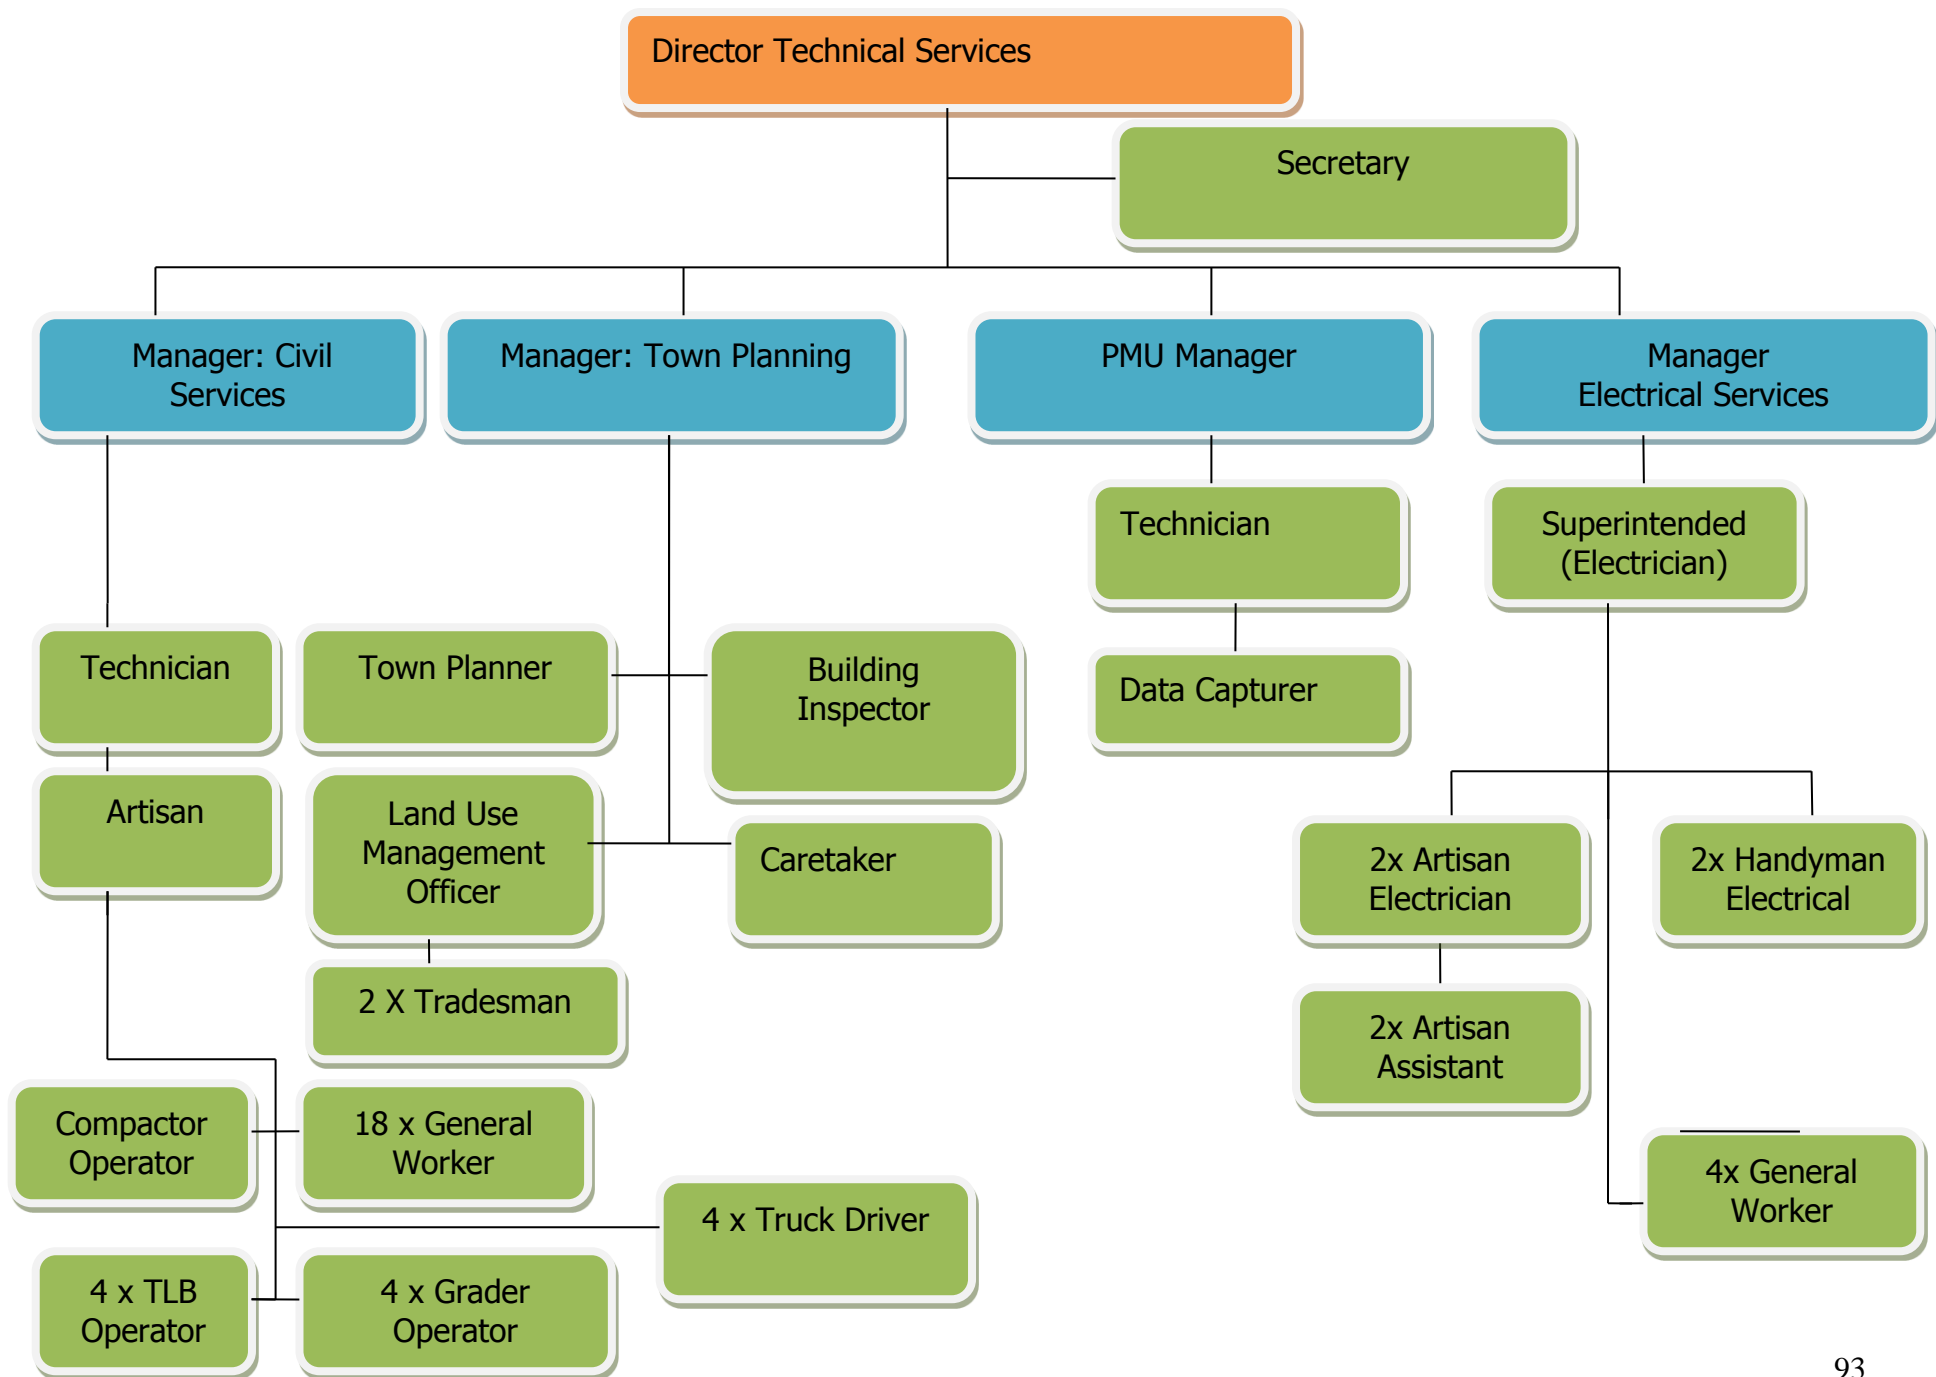 Director Technical Services
Secretary
Manager: Civil
Services
Manager: Town Planning
PMU Manager
Manager
Electrical Services
Technician
Superintended
(Electrician)
Technician
Town Planner
Building
Inspector
Data Capturer
Artisan
Land Use
Management
Officer
Caretaker
2x Artisan
Electrician
2x Handyman
Electrical
2 X Tradesman
2x Artisan
Assistant
Compactor
Operator
18 x General
Worker
4x General
Worker
4 x Truck Driver
4 x TLB
Operator
4 x Grader
Operator
93